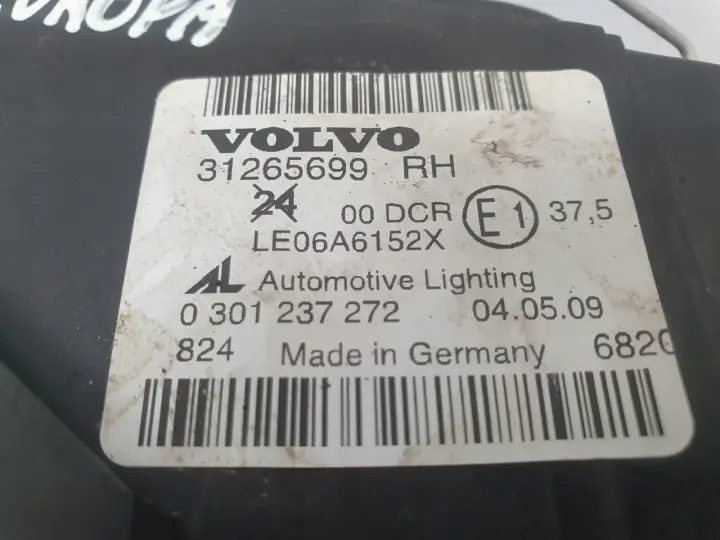 EUROPA
VOLVO
31265699 RH
24 00 DCR E1 37,5
LE06A6152X
AL Automotive Lighting
0 301 237 272 04.05.09
824 Made in Germany 6820